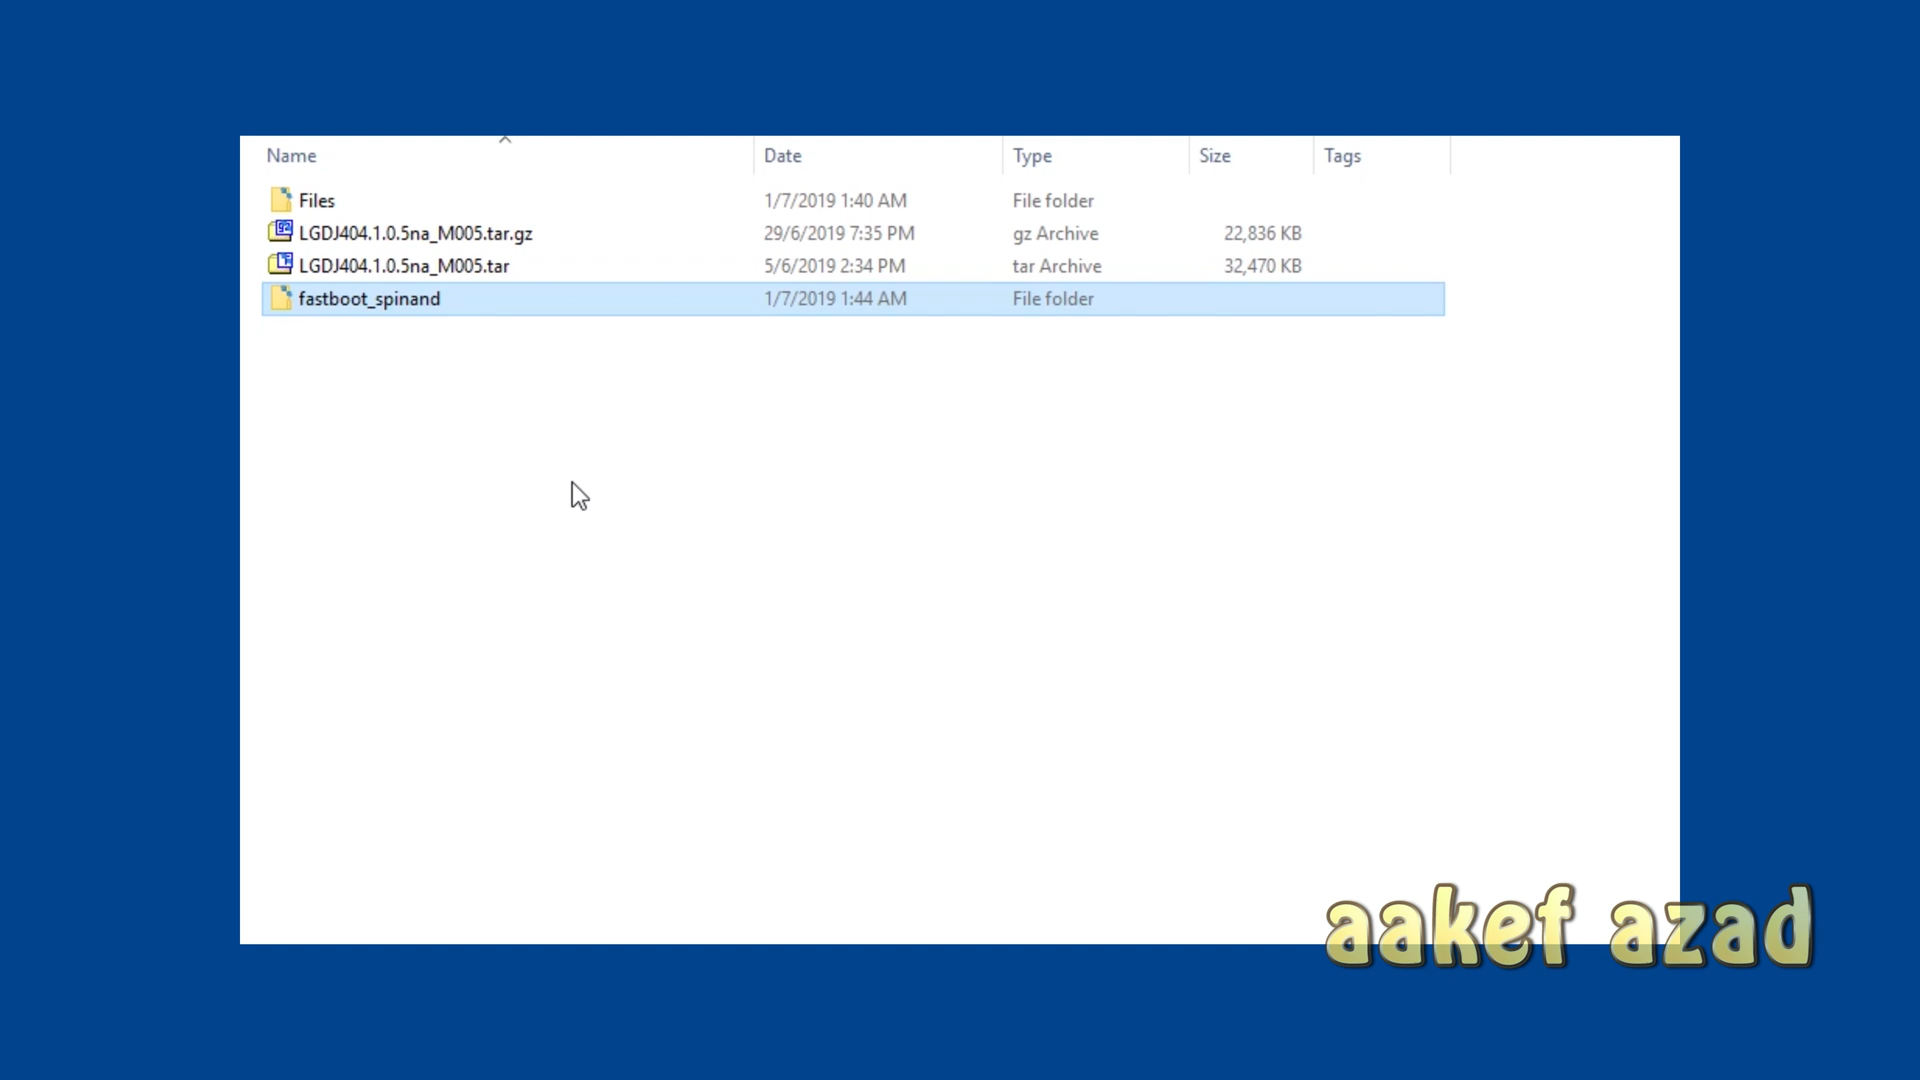 Name Date Type Size Tags
Files 1/7/2019 1:40 AM File folder
LGDJ404.1.0.5na_M005.tar.gz 29/6/2019 7:35 PM gz Archive 22,836 KB
LGDJ404.1.0.5na_M005.tar 5/6/2019 2:34 PM tar Archive 32,470 KB
fastboot_spinand 1/7/2019 1:44 AM File folder
aakef azad